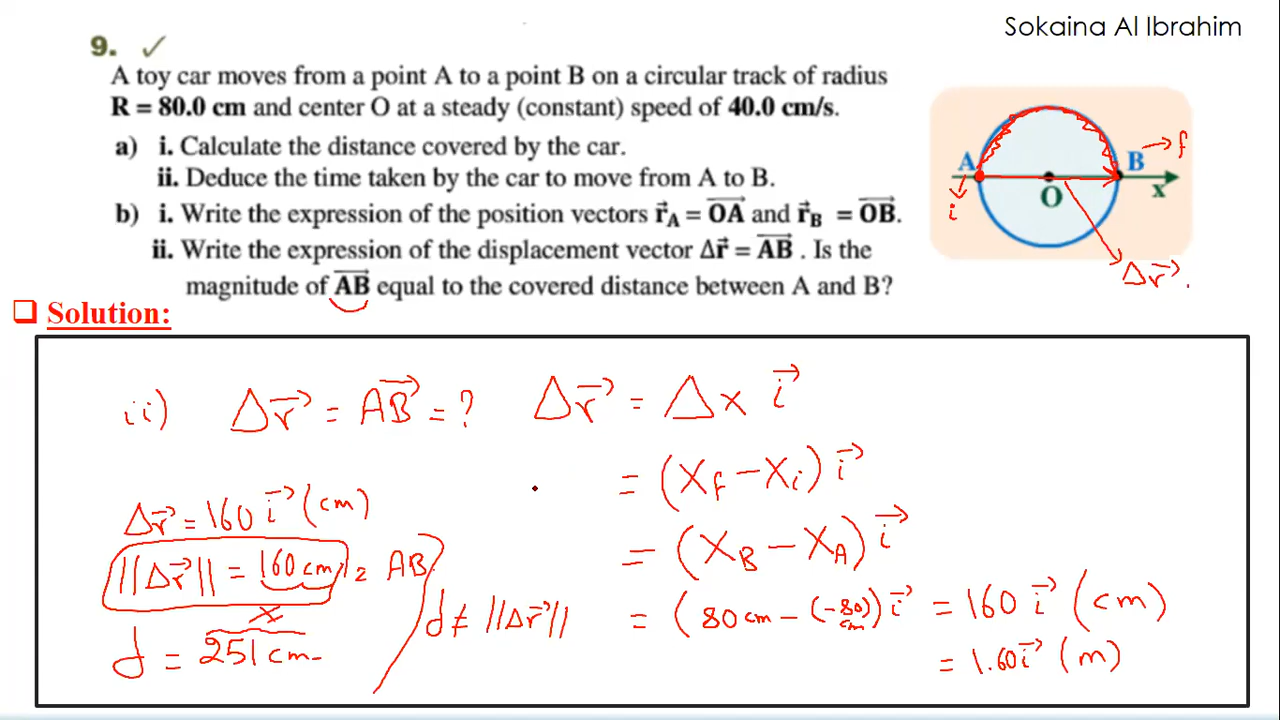 Sokaina Al Ibrahim
9. ✓
A toy car moves from a point A to a point B on a circular track of radius
R = 80.0 cm and center O at a steady (constant) speed of 40.0 cm/s.
a) i. Calculate the distance covered by the car.
ii. Deduce the time taken by the car to move from A to B.
b) i. Write the expression of the position vectors r⃗A = O͞A⃗ and r⃗B = O͞B⃗.
ii. Write the expression of the displacement vector Δr⃗ = AB⃗ . Is the
magnitude of AB⃗ equal to the covered distance between A and B?
A
B → f
i
O
x
Δr⃗.
❑ Solution:
ii) Δr⃗ = AB⃗ = ?
Δr⃗ = Δx i⃗
= (xf − xi) i⃗
= (xB − xA) i⃗
= (80 cm − (−80) cm) i⃗ = 160 i⃗ (cm)
= 1.60 i⃗ (m)
Δr⃗ = 160 i⃗ (cm)
||Δr⃗|| = 160 cm = AB
x
d = 251 cm
d ≠ ||Δr⃗||